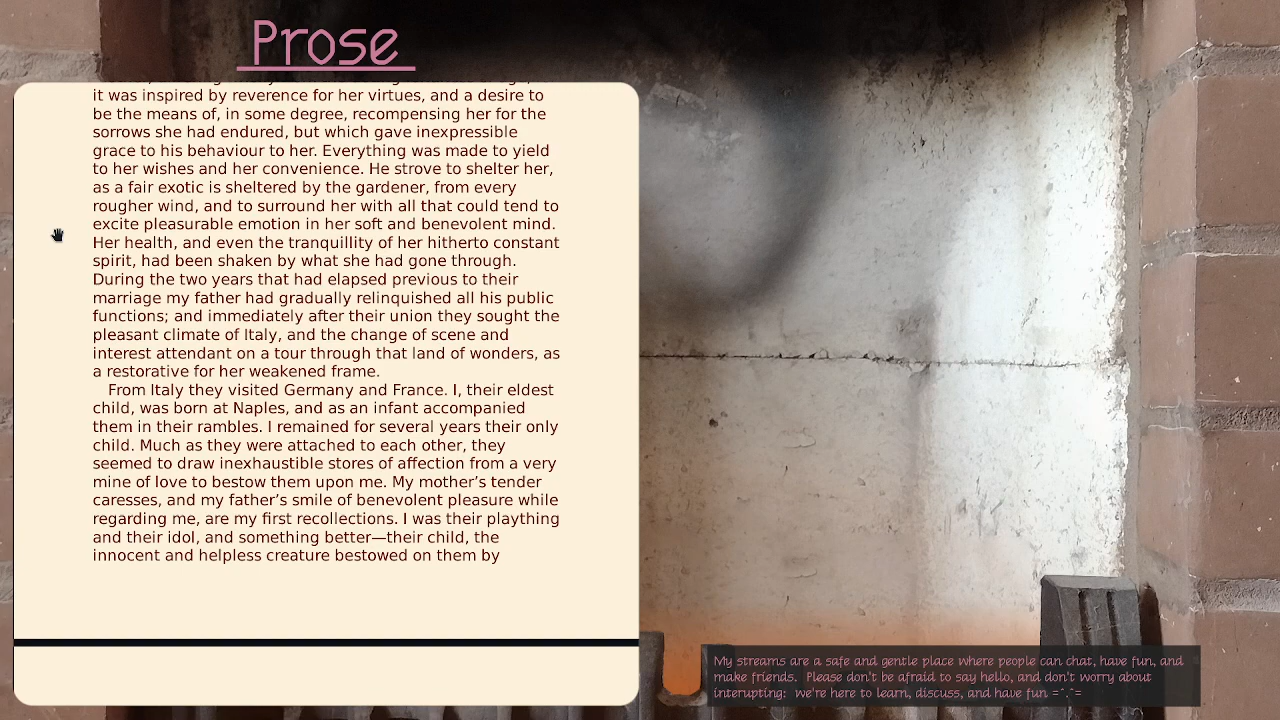 Prose
it was inspired by reverence for her virtues, and a desire to
be the means of, in some degree, recompensing her for the
sorrows she had endured, but which gave inexpressible
grace to his behaviour to her. Everything was made to yield
to her wishes and her convenience. He strove to shelter her,
as a fair exotic is sheltered by the gardener, from every
rougher wind, and to surround her with all that could tend to
excite pleasurable emotion in her soft and benevolent mind.
Her health, and even the tranquillity of her hitherto constant
spirit, had been shaken by what she had gone through.
During the two years that had elapsed previous to their
marriage my father had gradually relinquished all his public
functions; and immediately after their union they sought the
pleasant climate of Italy, and the change of scene and
interest attendant on a tour through that land of wonders, as
a restorative for her weakened frame.
From Italy they visited Germany and France. I, their eldest
child, was born at Naples, and as an infant accompanied
them in their rambles. I remained for several years their only
child. Much as they were attached to each other, they
seemed to draw inexhaustible stores of affection from a very
mine of love to bestow them upon me. My mother’s tender
caresses, and my father’s smile of benevolent pleasure while
regarding me, are my first recollections. I was their plaything
and their idol, and something better—their child, the
innocent and helpless creature bestowed on them by
My streams are a safe and gentle place where people can chat, have fun, and
make friends.  Please don't be afraid to say hello, and don't worry about
interupting:  we're here to learn, discuss, and have fun =^.^=